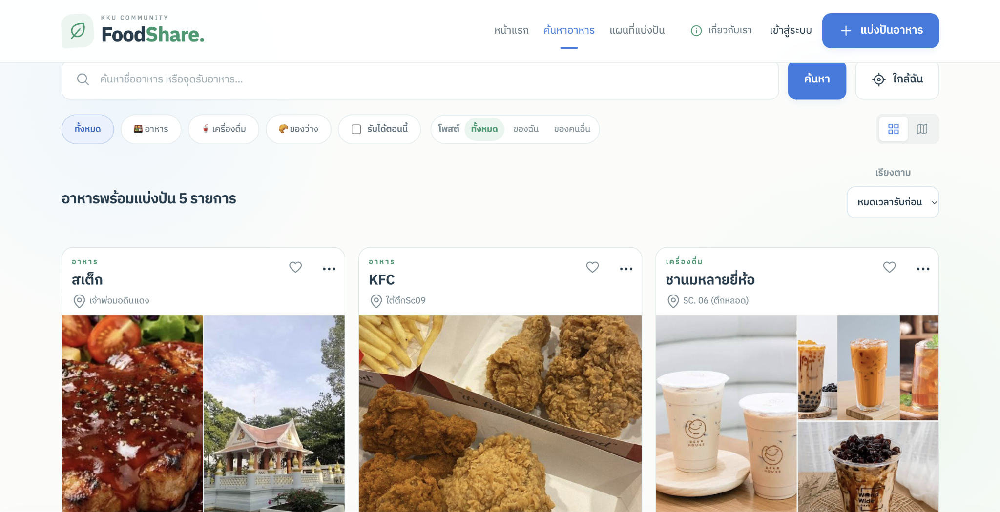 KKU COMMUNITY
FoodShare.
หน้าแรก
ค้นหาอาหาร
แผนที่แบ่งปัน
เกี่ยวกับเรา
เข้าสู่ระบบ
แบ่งปันอาหาร
ค้นหาชื่ออาหาร หรือจุดรับอาหาร...
ค้นหา
ใกล้ฉัน
ทั้งหมด
อาหาร
เครื่องดื่ม
ของว่าง
รับได้ตอนนี้
โพสต์
ทั้งหมด
ของฉัน
ของคนอื่น
เรียงตาม
อาหารพร้อมแบ่งปัน 5 รายการ
หมดเวลารับก่อน
อาหาร
สเต็ก
เจ้าพ่อมอดินแดง
อาหาร
KFC
ใต้ตึกSc09
เครื่องดื่ม
ชานมหลายยี่ห้อ
SC. 06 (ตึกหลอด)
it's finger lickin' good"
BEAR
HOUSE
BEAR
HOUSE
World
Wide
CAFE